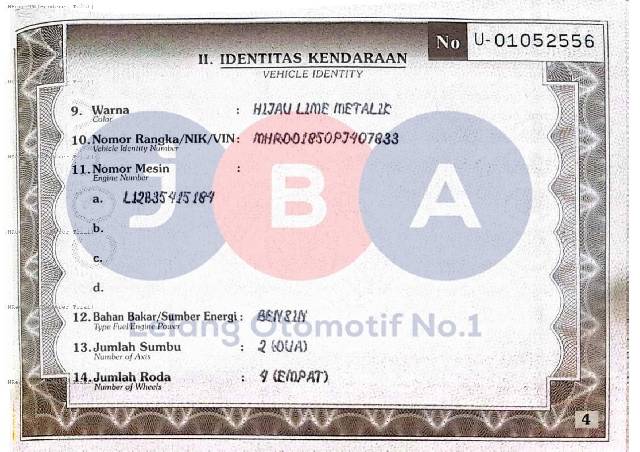 No U-01052556
II. IDENTITAS KENDARAAN
VEHICLE IDENTITY
9. Warna : HIJAU LIME METALIK
Color
10. Nomor Rangka/NIK/VIN : MHRDD1850PJ407833
Vehicle Identity Number
11. Nomor Mesin :
Engine Number
a. L12B35415184
b.
c.
d.
J B A
12. Bahan Bakar/Sumber Energi : BENSIN
Type Fuel/Engine Power
Lelang Otomotif No.1
13. Jumlah Sumbu : 2 (DUA)
Number of Axis
14. Jumlah Roda : 4 (EMPAT)
Number of Wheels
4